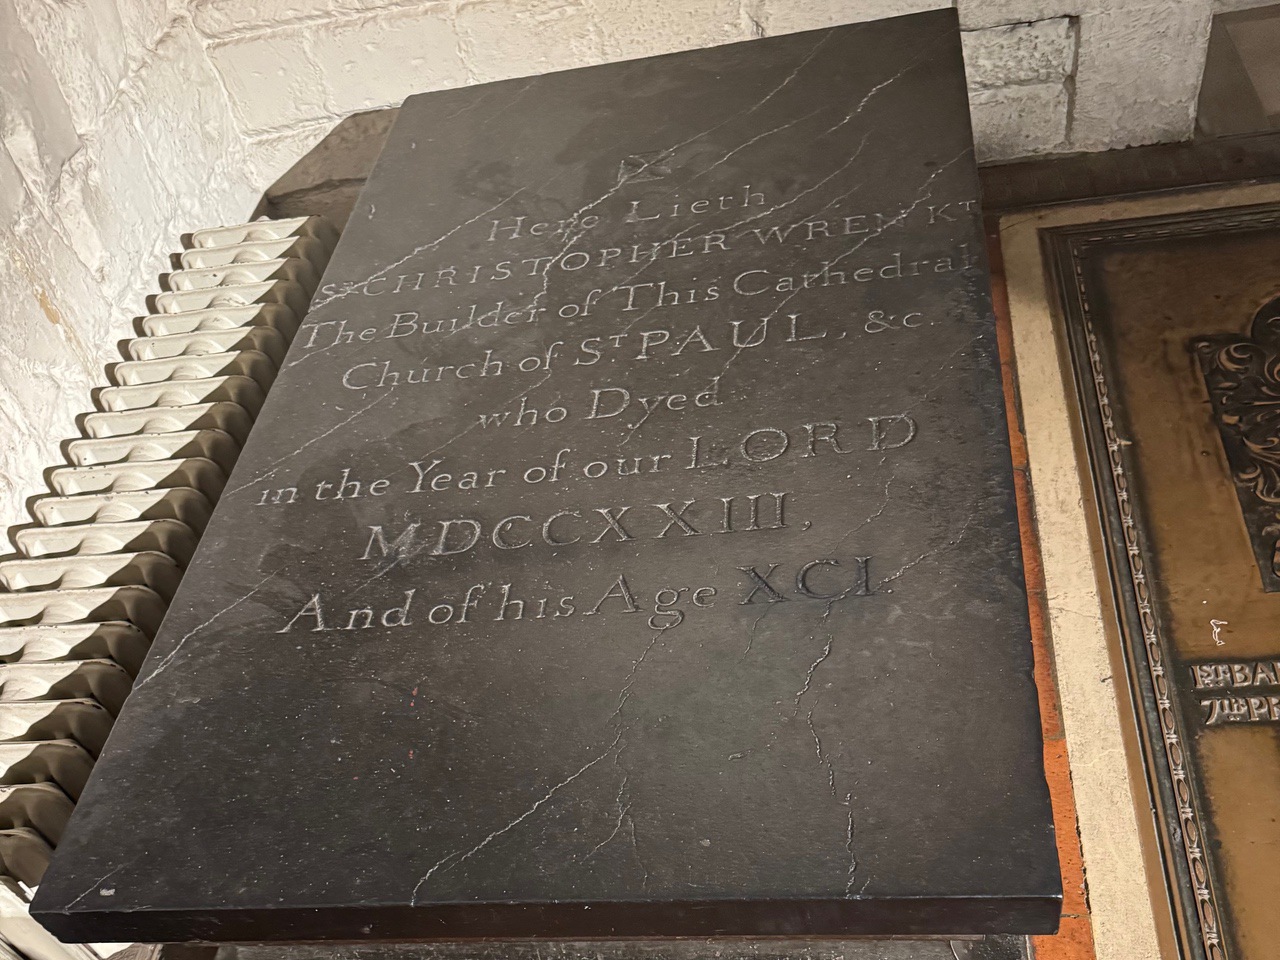 Here Lieth
Sr CHRISTOPHER WREN Kt
The Builder of This Cathedral
Church of St PAUL, &c.
who Dyed
in the Year of our LORD
MDCCXXIII,
And of his Age XCI.